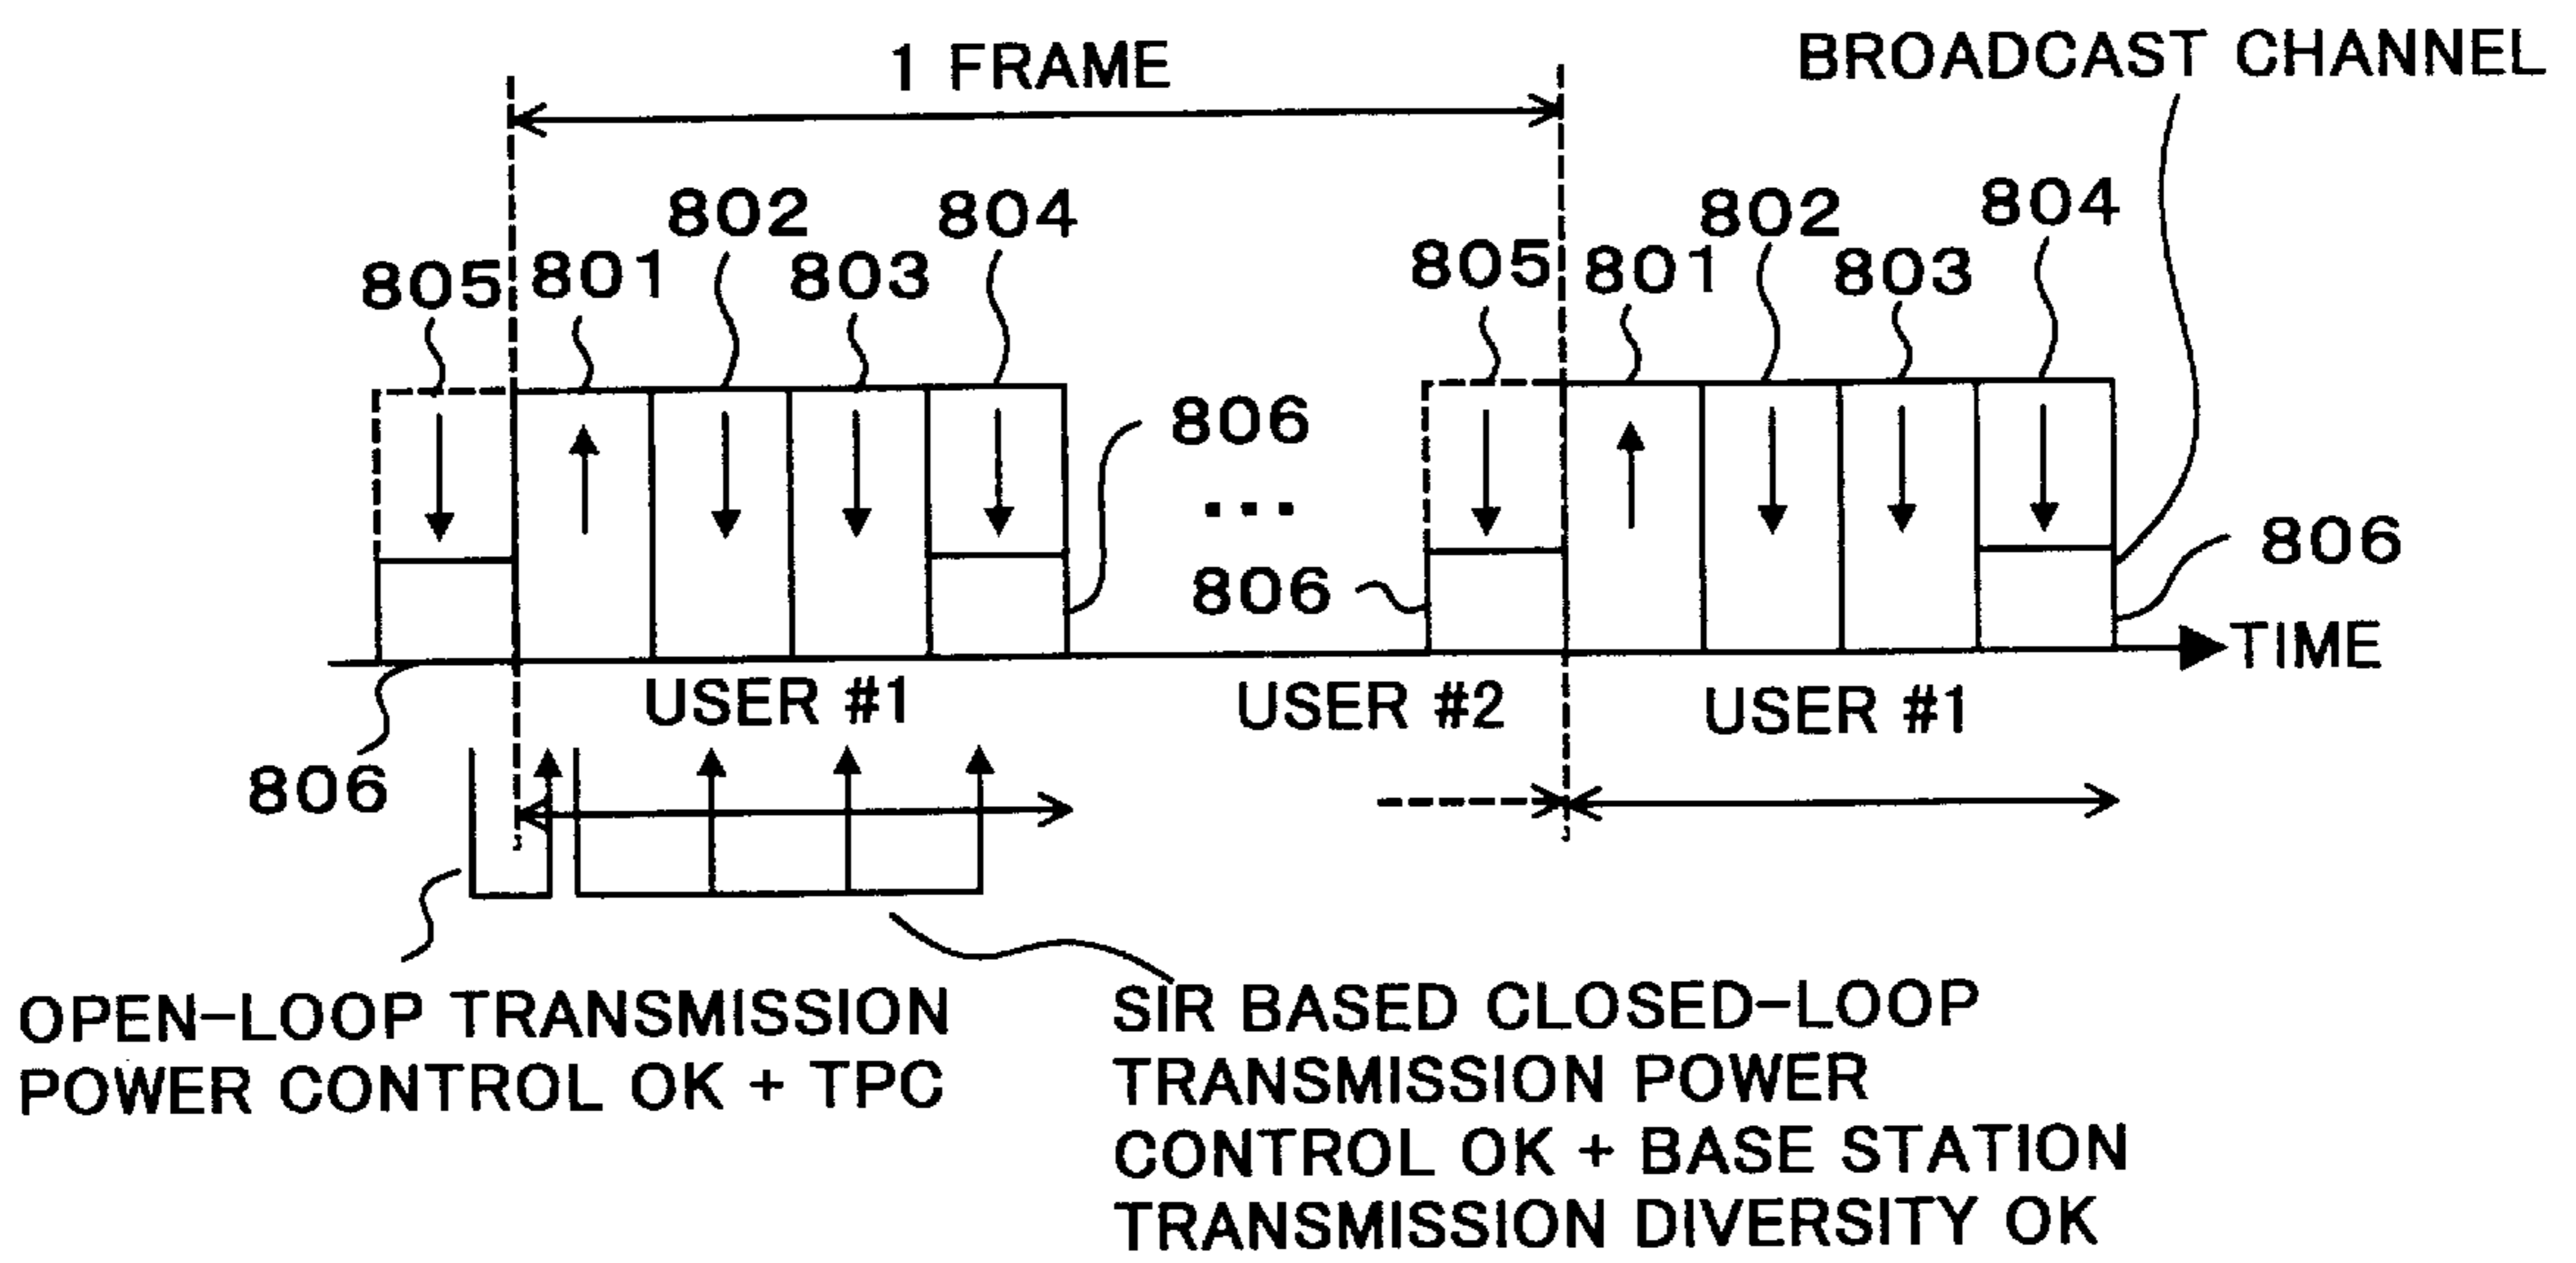 1 FRAME
BROADCAST CHANNEL
805
801
802
803
804
806
...
805
801
802
803
804
806
806
TIME
USER #1
USER #2
USER #1
806
OPEN-LOOP TRANSMISSION
POWER CONTROL OK + TPC
SIR BASED CLOSED-LOOP
TRANSMISSION POWER
CONTROL OK + BASE STATION
TRANSMISSION DIVERSITY OK